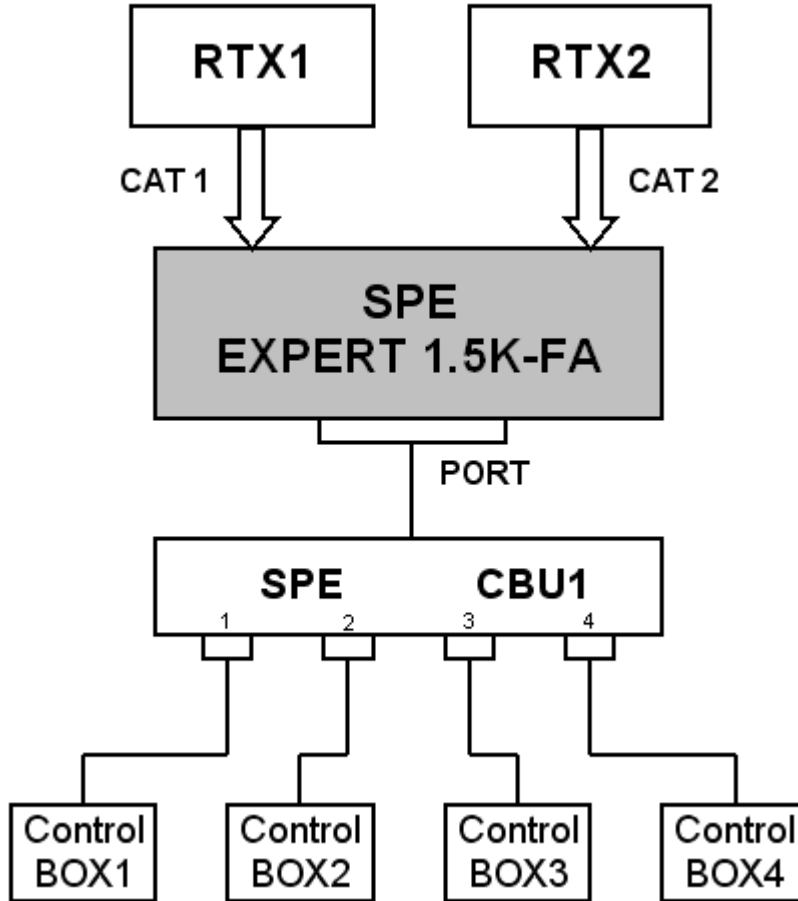 RTX1
RTX2
CAT 1
CAT 2
SPE
EXPERT 1.5K-FA
PORT
SPE CBU1
1 2 3 4
Control
BOX1
Control
BOX2
Control
BOX3
Control
BOX4